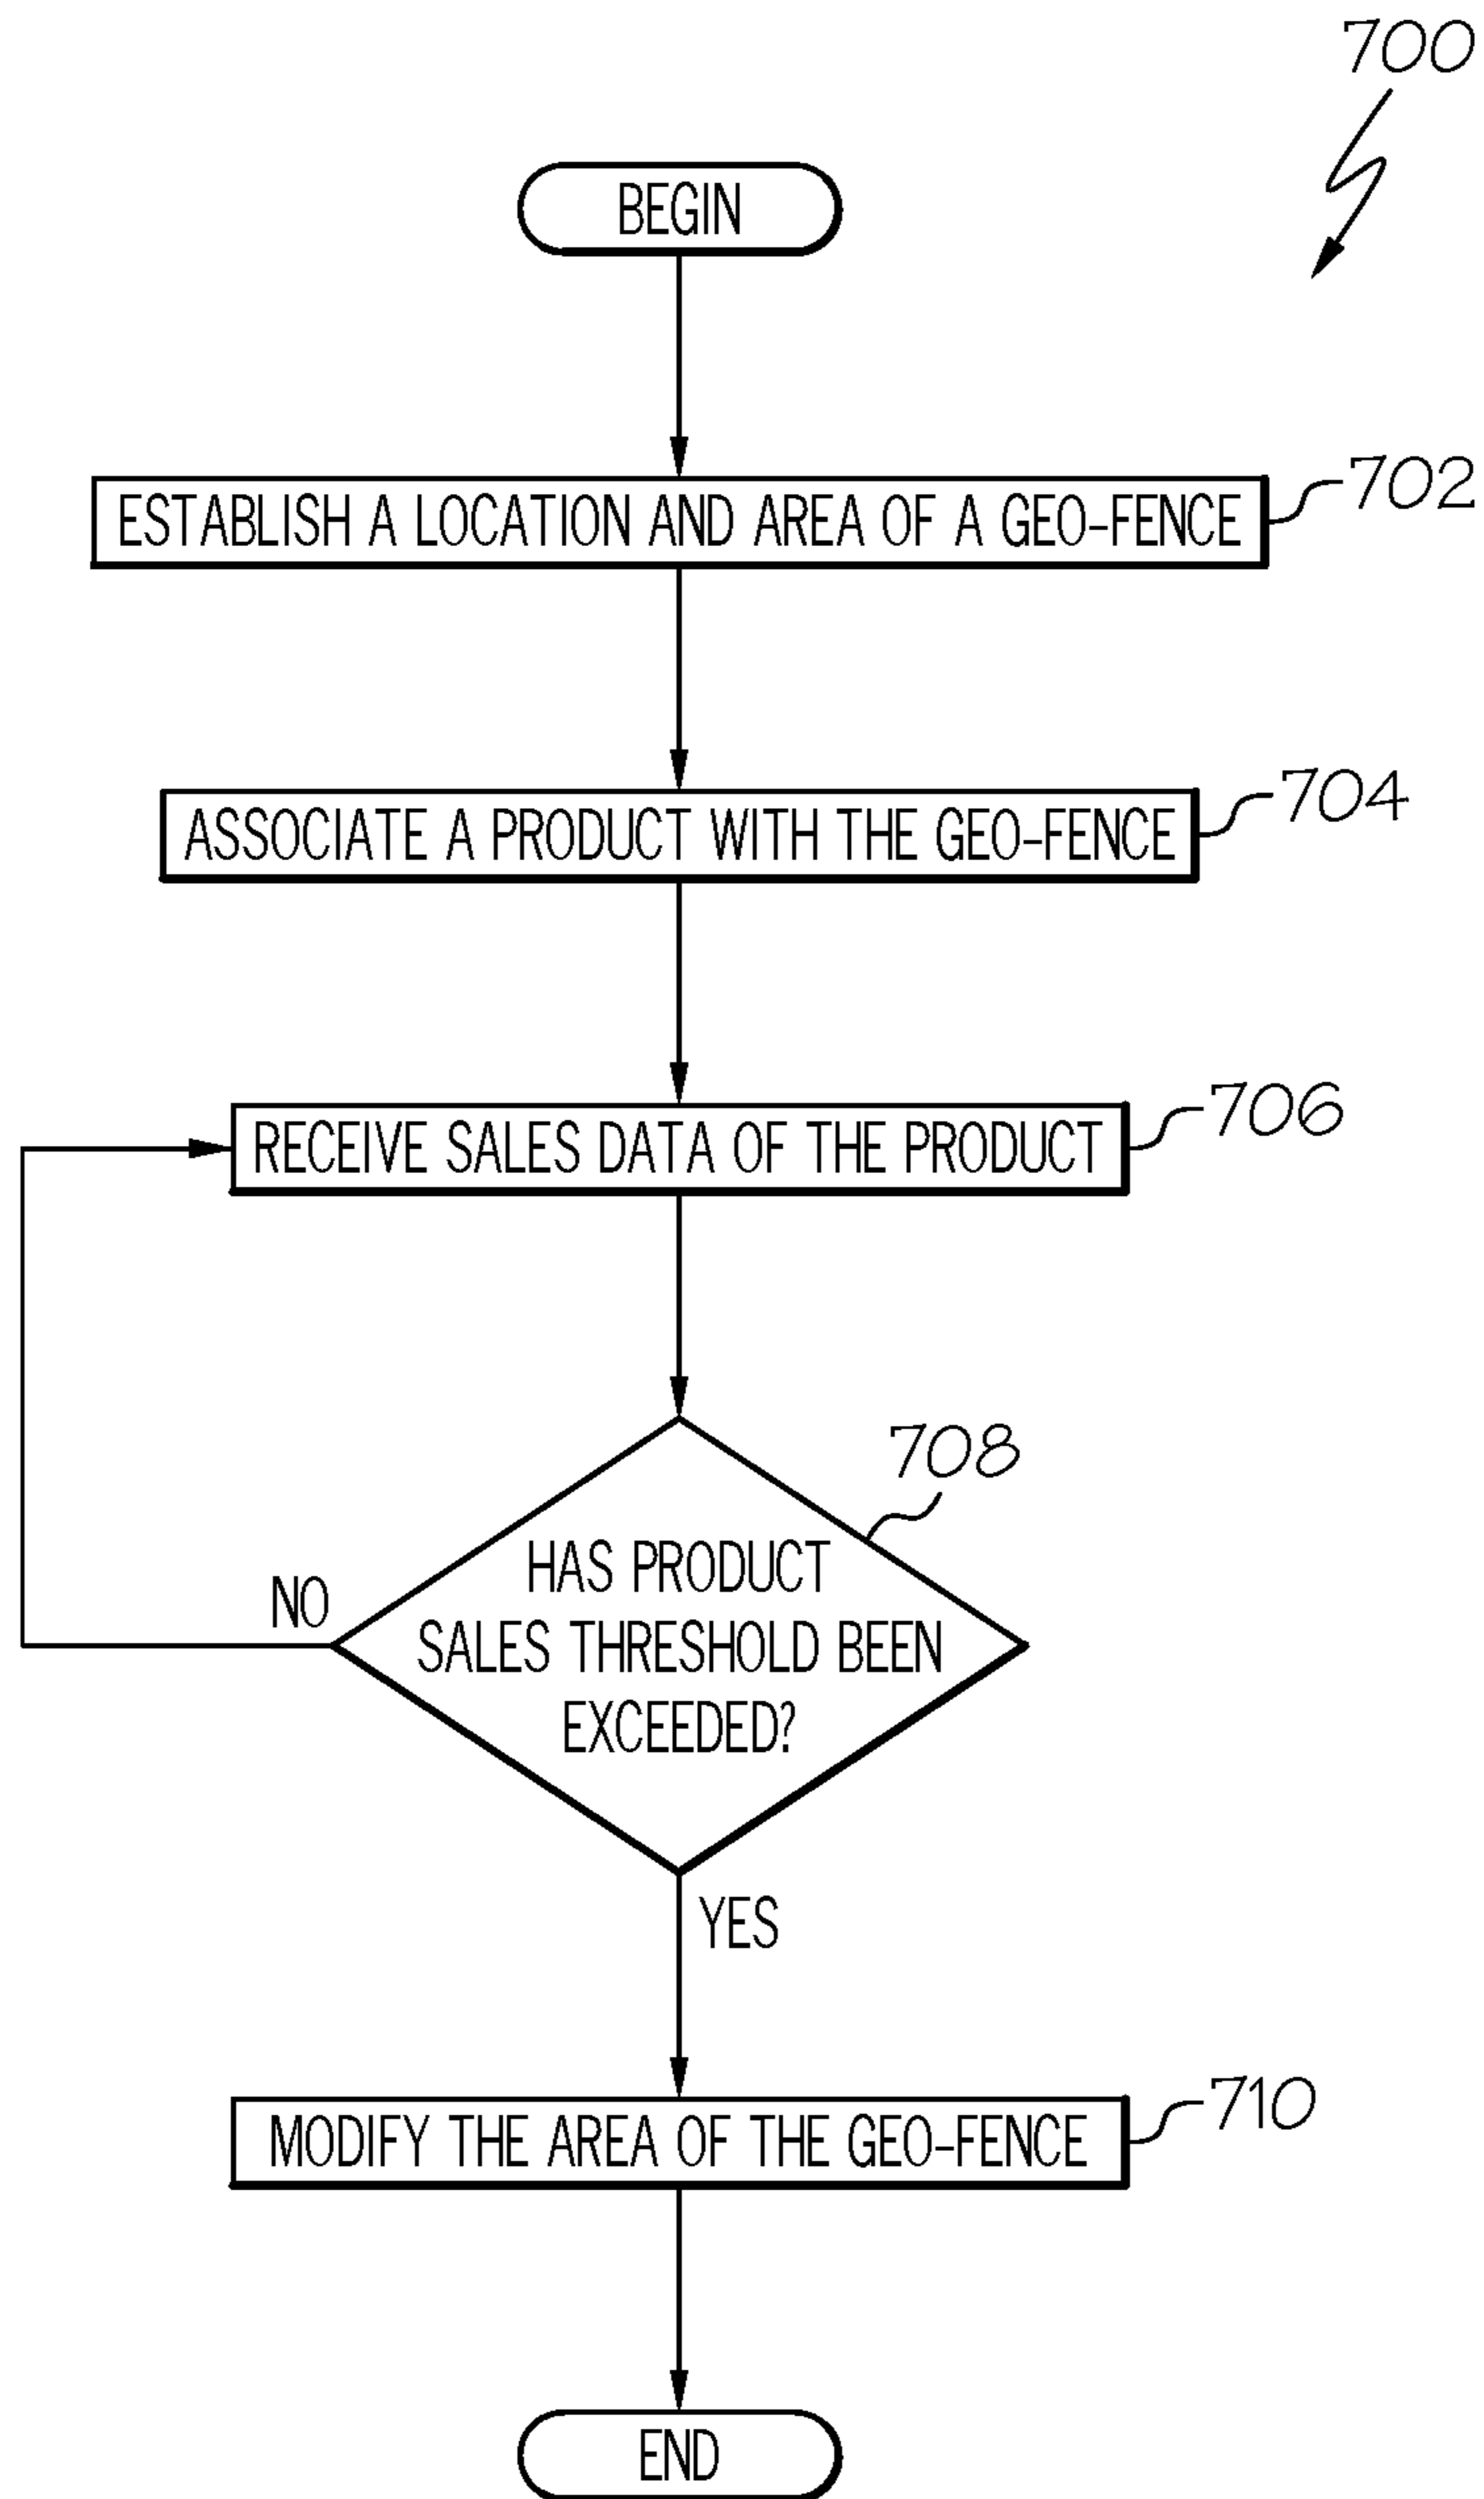 700
BEGIN
ESTABLISH A LOCATION AND AREA OF A GEO-FENCE
702
ASSOCIATE A PRODUCT WITH THE GEO-FENCE
704
RECEIVE SALES DATA OF THE PRODUCT
706
708
HAS PRODUCT
SALES THRESHOLD BEEN
EXCEEDED?
NO
YES
MODIFY THE AREA OF THE GEO-FENCE
710
END